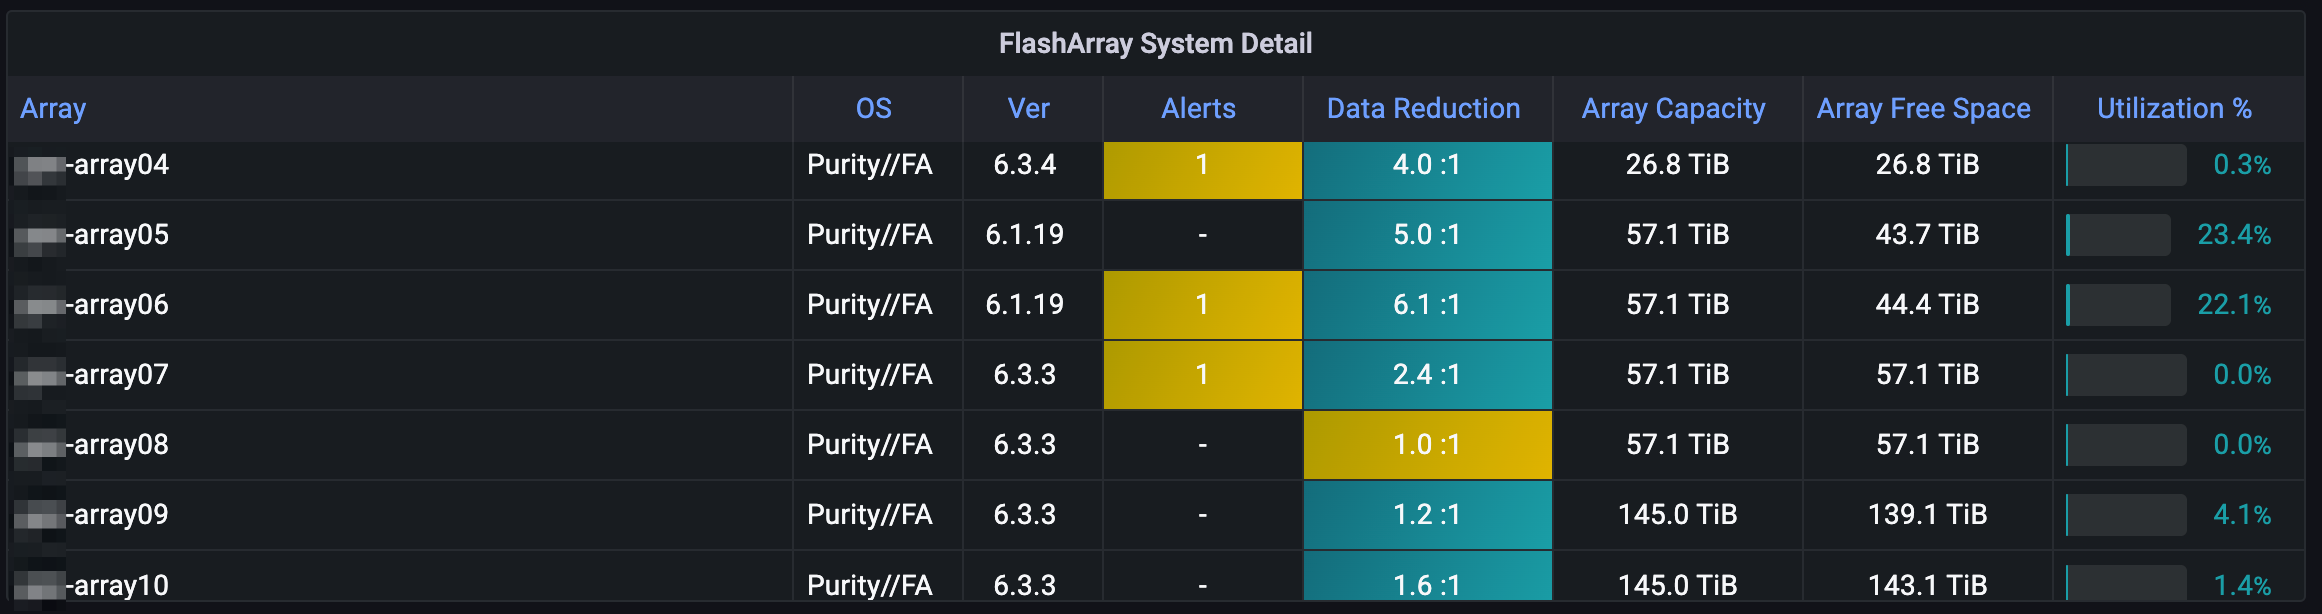 FlashArray System Detail
Array OS Ver Alerts Data Reduction Array Capacity Array Free Space Utilization %
-array04 Purity//FA 6.3.4 1 4.0 :1 26.8 TiB 26.8 TiB 0.3%
-array05 Purity//FA 6.1.19 - 5.0 :1 57.1 TiB 43.7 TiB 23.4%
-array06 Purity//FA 6.1.19 1 6.1 :1 57.1 TiB 44.4 TiB 22.1%
-array07 Purity//FA 6.3.3 1 2.4 :1 57.1 TiB 57.1 TiB 0.0%
-array08 Purity//FA 6.3.3 - 1.0 :1 57.1 TiB 57.1 TiB 0.0%
-array09 Purity//FA 6.3.3 - 1.2 :1 145.0 TiB 139.1 TiB 4.1%
-array10 Purity//FA 6.3.3 - 1.6 :1 145.0 TiB 143.1 TiB 1.4%